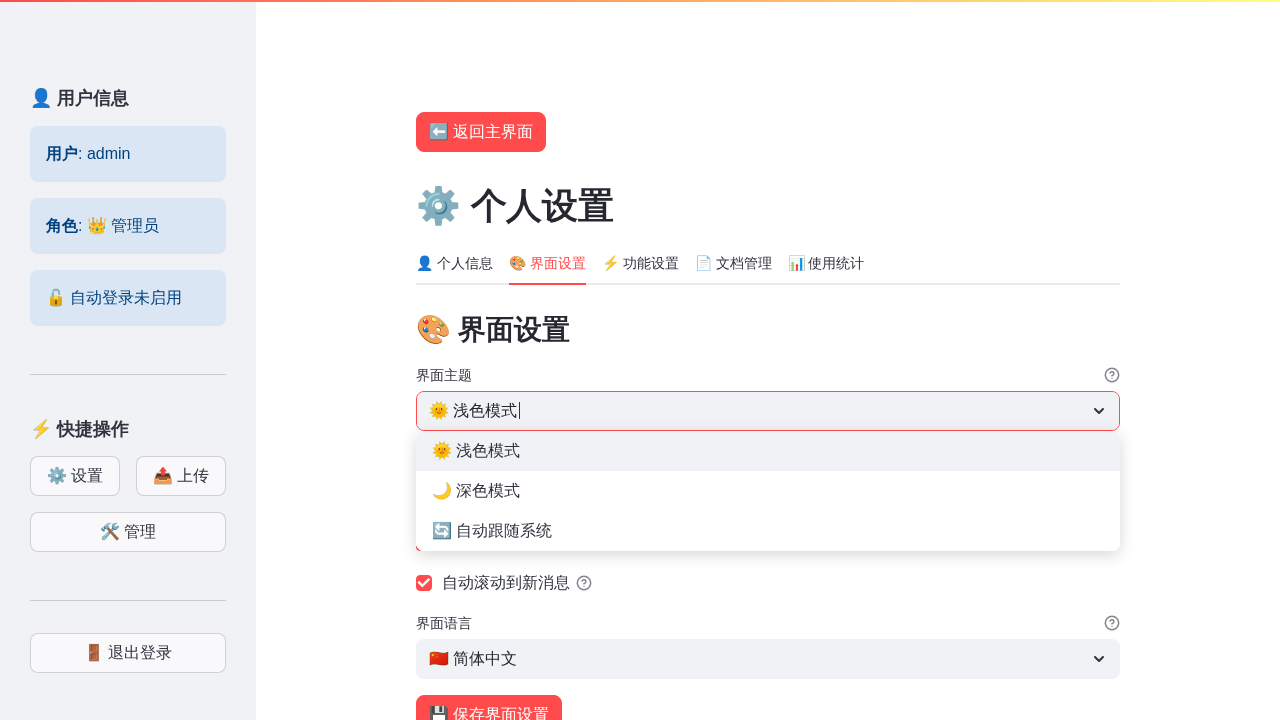 👤 用户信息
用户: admin
角色: 👑 管理员
🔓 自动登录未启用
⚡ 快捷操作
⚙️ 设置
📤 上传
🛠️ 管理
🚪 退出登录
⬅️ 返回主界面
⚙️ 个人设置
👤 个人信息 🎨 界面设置 ⚡ 功能设置 📄 文档管理 📊 使用统计
🎨 界面设置
界面主题
🌞 浅色模式
🌞 浅色模式
🌙 深色模式
🔄 自动跟随系统
自动滚动到新消息
界面语言
🇨🇳 简体中文
💾 保存界面设置